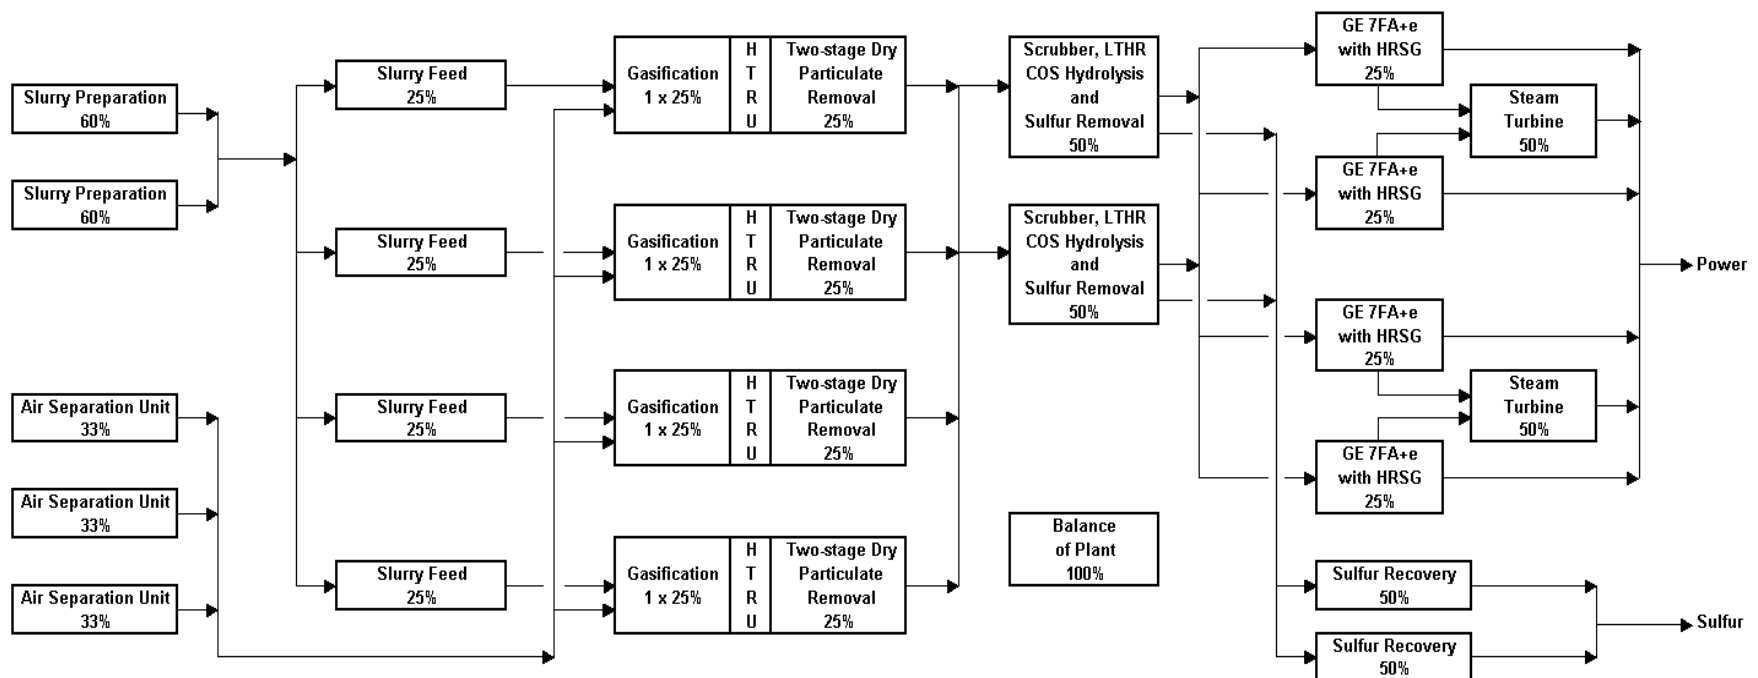 Slurry Preparation
60%
Slurry Preparation
60%
Air Separation Unit
33%
Air Separation Unit
33%
Air Separation Unit
33%
Slurry Feed
25%
Slurry Feed
25%
Slurry Feed
25%
Slurry Feed
25%
Gasification
1 x 25%
H
T
R
U
Two-stage Dry
Particulate
Removal
25%
Gasification
1 x 25%
H
T
R
U
Two-stage Dry
Particulate
Removal
25%
Gasification
1 x 25%
H
T
R
U
Two-stage Dry
Particulate
Removal
25%
Gasification
1 x 25%
H
T
R
U
Two-stage Dry
Particulate
Removal
25%
Scrubber, LTHR
COS Hydrolysis
and
Sulfur Removal
50%
Scrubber, LTHR
COS Hydrolysis
and
Sulfur Removal
50%
Balance
of Plant
100%
GE 7FA+e
with HRSG
25%
Steam
Turbine
50%
GE 7FA+e
with HRSG
25%
GE 7FA+e
with HRSG
25%
Steam
Turbine
50%
GE 7FA+e
with HRSG
25%
Sulfur Recovery
50%
Sulfur Recovery
50%
Power
Sulfur